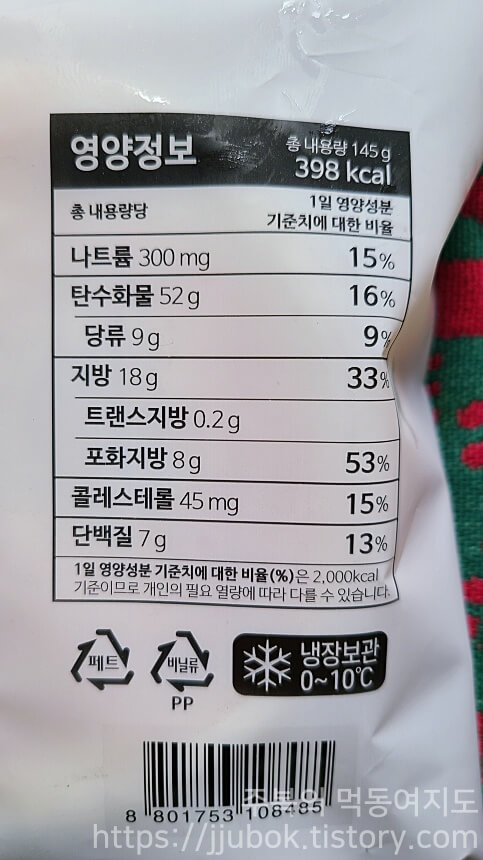 영양정보
총 내용량 145 g
398 kcal
총 내용량당
1일 영양성분
기준치에 대한 비율
나트륨 300 mg 15%
탄수화물 52 g 16%
당류 9 g 9%
지방 18 g 33%
트랜스지방 0.2 g
포화지방 8 g 53%
콜레스테롤 45 mg 15%
단백질 7 g 13%
1일 영양성분 기준치에 대한 비율(%)은 2,000kcal
기준이므로 개인의 필요 열량에 따라 다를 수 있습니다.
페트
비닐류
PP
냉장보관
0~10℃
8 801753 108485
쭈복의 먹동여지도
https://jjubok.tistory.com